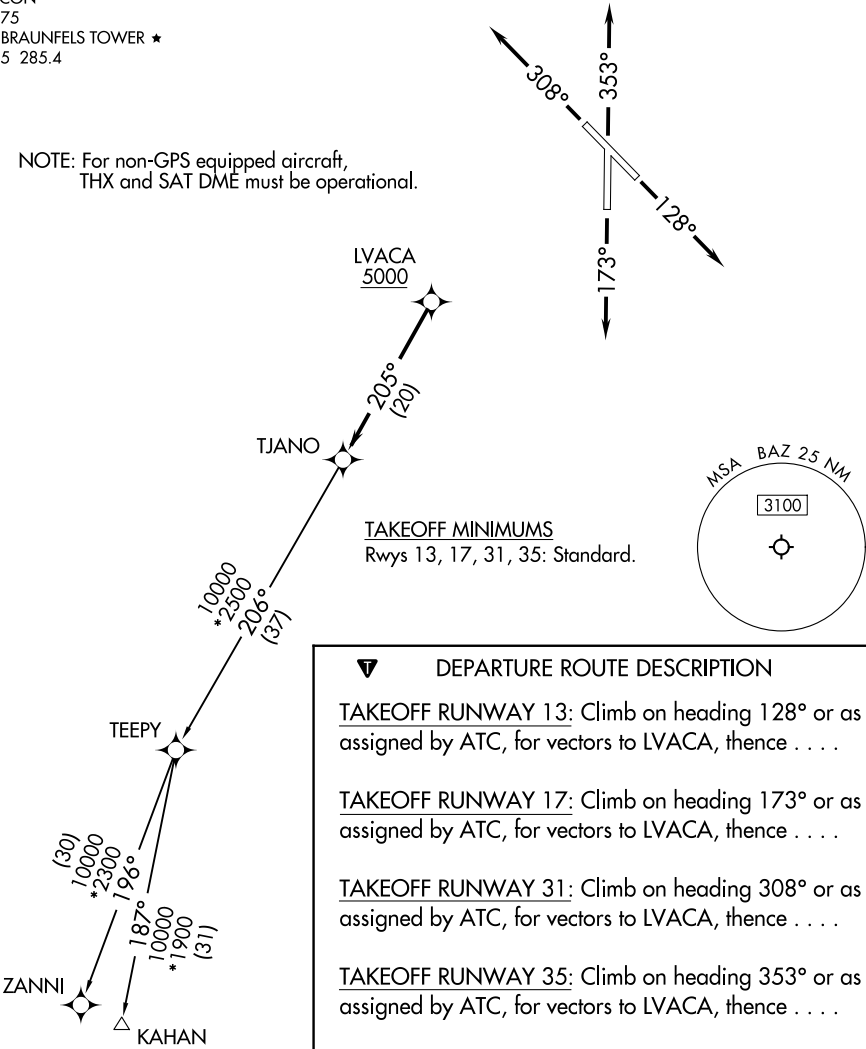 CON
75
BRAUNFELS TOWER ★
5 285.4
308°
353°
128°
173°
NOTE: For non-GPS equipped aircraft,
THX and SAT DME must be operational.
LVACA
5000
205°
(20)
TJANO
MSA BAZ 25 NM
3100
TAKEOFF MINIMUMS
Rwys 13, 17, 31, 35: Standard.
10000
*2500
206°
(37)
TEEPY
(30)
10000
*2300
196°
187°
10000
*1900
(31)
ZANNI
KAHAN
T
DEPARTURE ROUTE DESCRIPTION
TAKEOFF RUNWAY 13: Climb on heading 128° or as
assigned by ATC, for vectors to LVACA, thence . . . .
TAKEOFF RUNWAY 17: Climb on heading 173° or as
assigned by ATC, for vectors to LVACA, thence . . . .
TAKEOFF RUNWAY 31: Climb on heading 308° or as
assigned by ATC, for vectors to LVACA, thence . . . .
TAKEOFF RUNWAY 35: Climb on heading 353° or as
assigned by ATC, for vectors to LVACA, thence . . . .